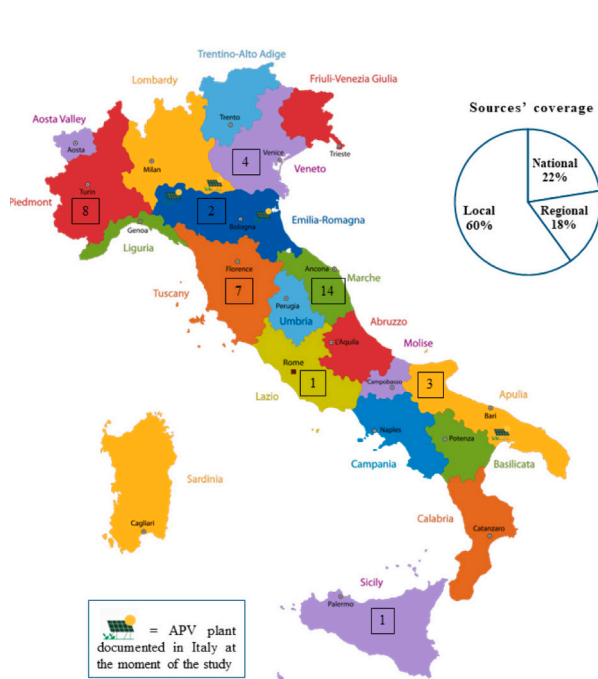 Trentino-Alto Adige
Lombardy
Friuli-Venezia Giulia
Aosta Valley
Trento
Aosta
Milan
4
Venice
Trieste
Veneto
Turin
Piedmont
8
2
Bologna
Emilia-Romagna
Genoa
Liguria
Florence
Tuscany
7
Ancona
14
Marche
Perugia
Umbria
Abruzzo
L'Aquila
Molise
Rome
1
Lazio
Campobasso
3
Apulia
Bari
Naples
Potenza
Campania
Basilicata
Sardinia
Cagliari
Calabria
Catanzaro
Sicily
Palermo
1
Sources' coverage
National
22%
Local
60%
Regional
18%
= APV plant
documented in Italy at
the moment of the study